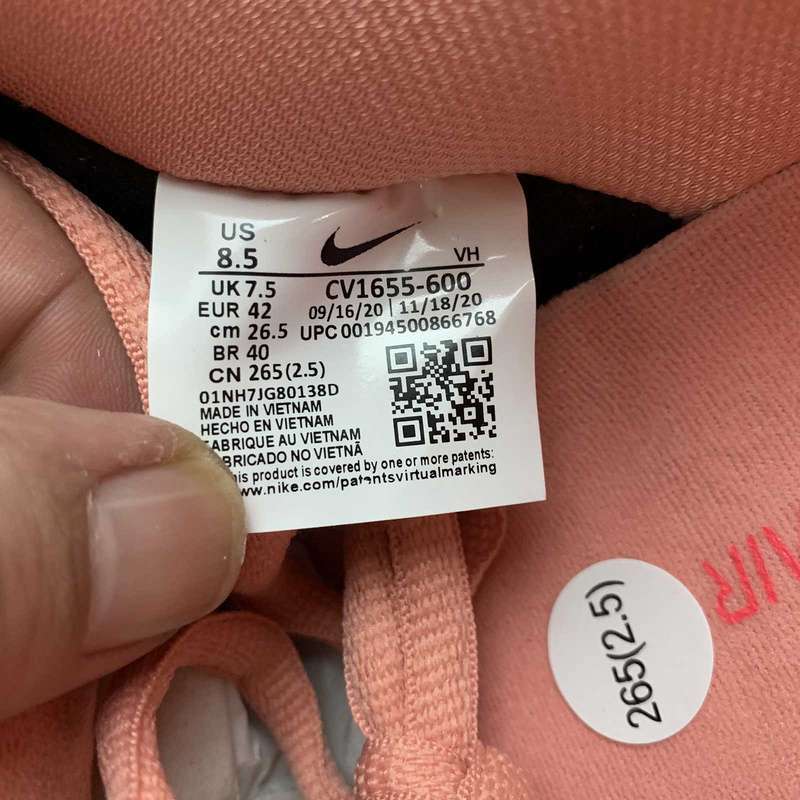 US
8.5
VH
UK 7.5
CV1655-600
EUR 42
09/16/20 | 11/18/20
cm 26.5
UPC 00194500866768
BR 40
CN 265(2.5)
01NH7JG80138D
MADE IN VIETNAM
HECHO EN VIETNAM
FABRIQUE AU VIETNAM
FABRICADO NO VIETNÃ
This product is covered by one or more patents:
www.nike.com/patentsvirtualmarking
265(2.5)